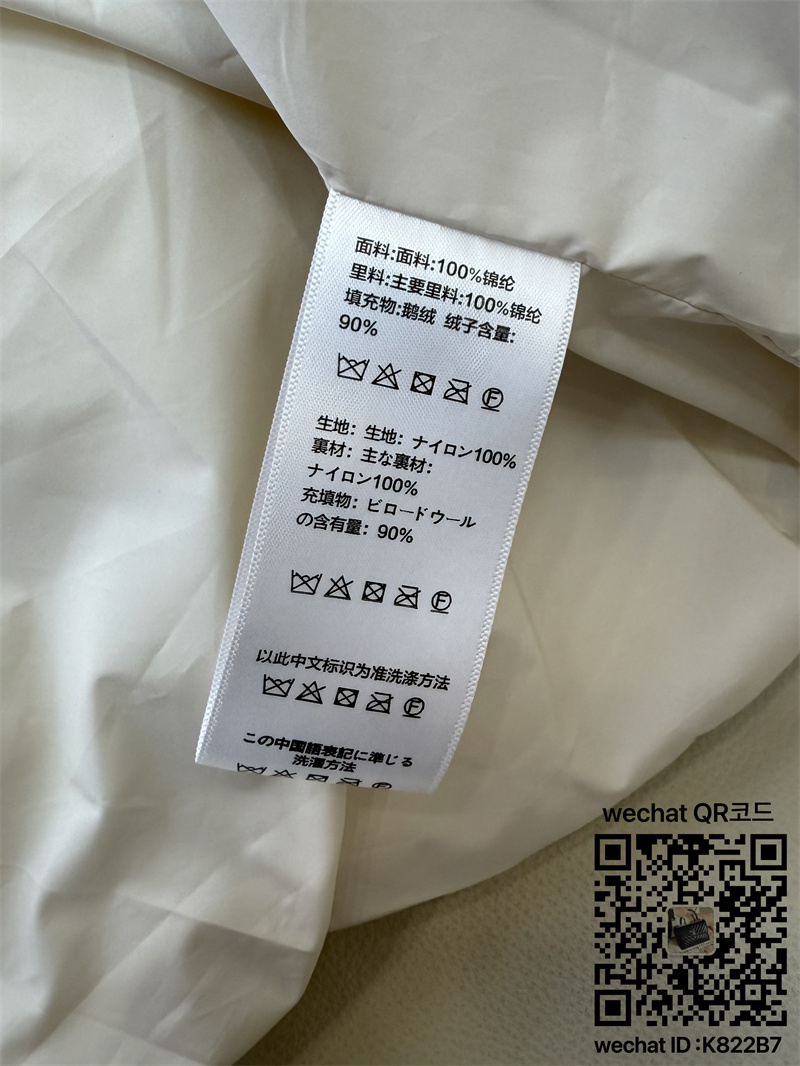 面料:面料:100%锦纶
里料:主要里料:100%锦纶
填充物:鹅绒 绒子含量:
90%
生地: 生地: ナイロン100%
裏材: 主な裏材:
ナイロン100%
充填物: ビロードウール
の含有量: 90%
以此中文标识为准洗涤方法
この中国語表記に準じる
洗濯方法
wechat QR코드
wechat ID :K822B7